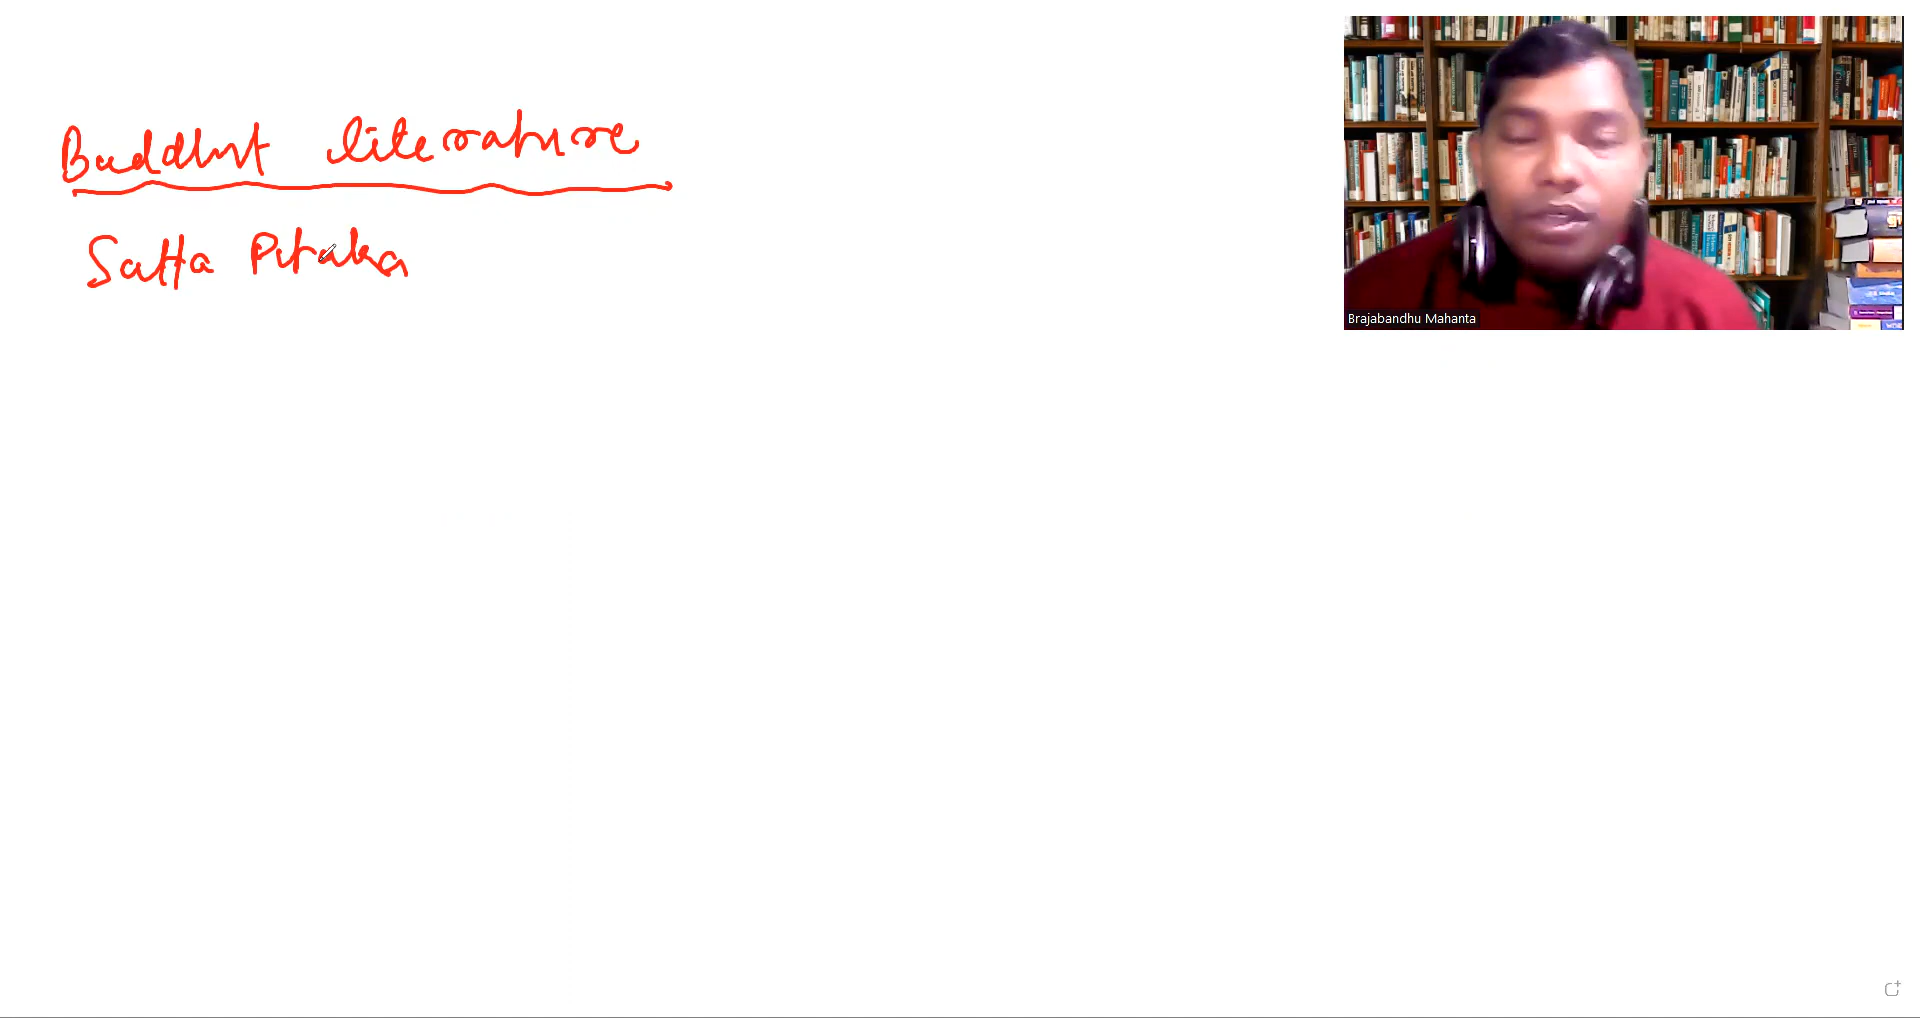 Buddhist literature
Sutta Pitaka
Brajabandhu Mahanta